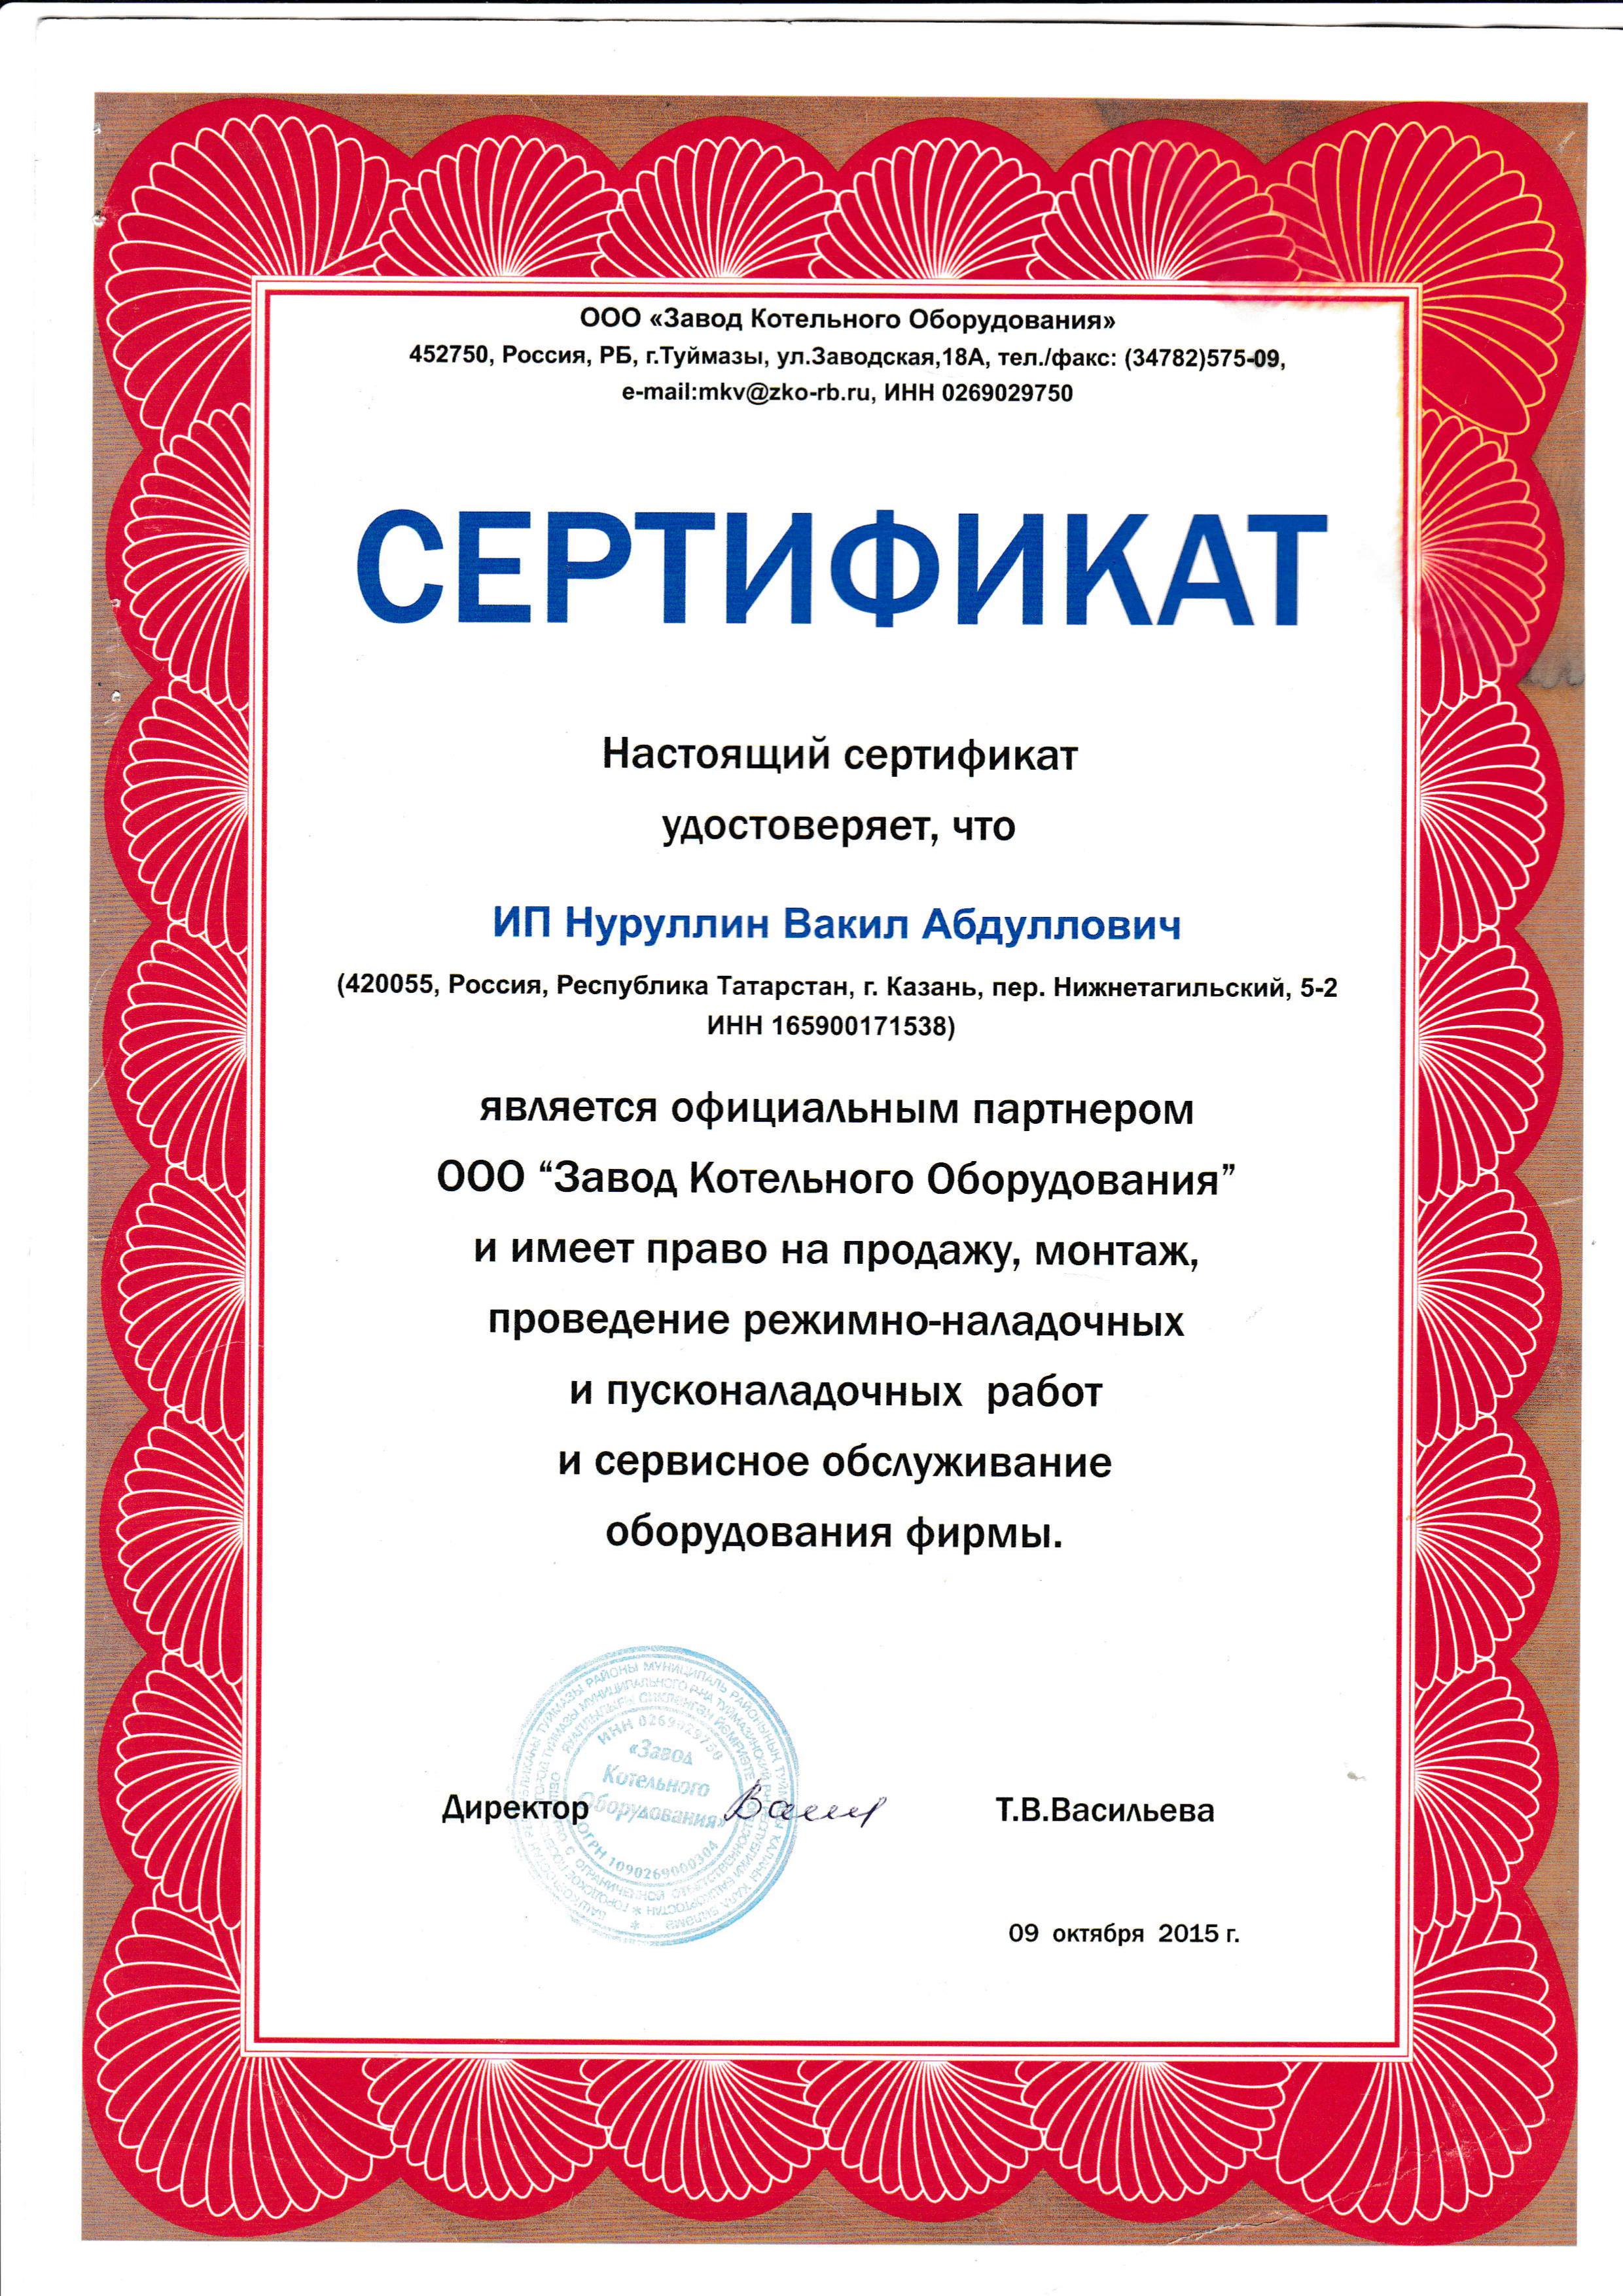 ООО «Завод Котельного Оборудования»
452750, Россия, РБ, г.Туймазы, ул.Заводская,18А, тел./факс: (34782)575-09,
e-mail:mkv@zko-rb.ru, ИНН 0269029750
СЕРТИФИКАТ
Настоящий сертификат
удостоверяет, что
ИП Нуруллин Вакил Абдуллович
(420055, Россия, Республика Татарстан, г. Казань, пер. Нижнетагильский, 5-2
ИНН 165900171538)
является официальным партнером
ООО “Завод Котельного Оборудования”
и имеет право на продажу, монтаж,
проведение режимно-наладочных
и пусконаладочных  работ
и сервисное обслуживание
оборудования фирмы.
ИНН 0269029750
«Завод
Котельного
Оборудования»
ОГРН 1090269000304
Директор
Т.В.Васильева
09 октября 2015 г.